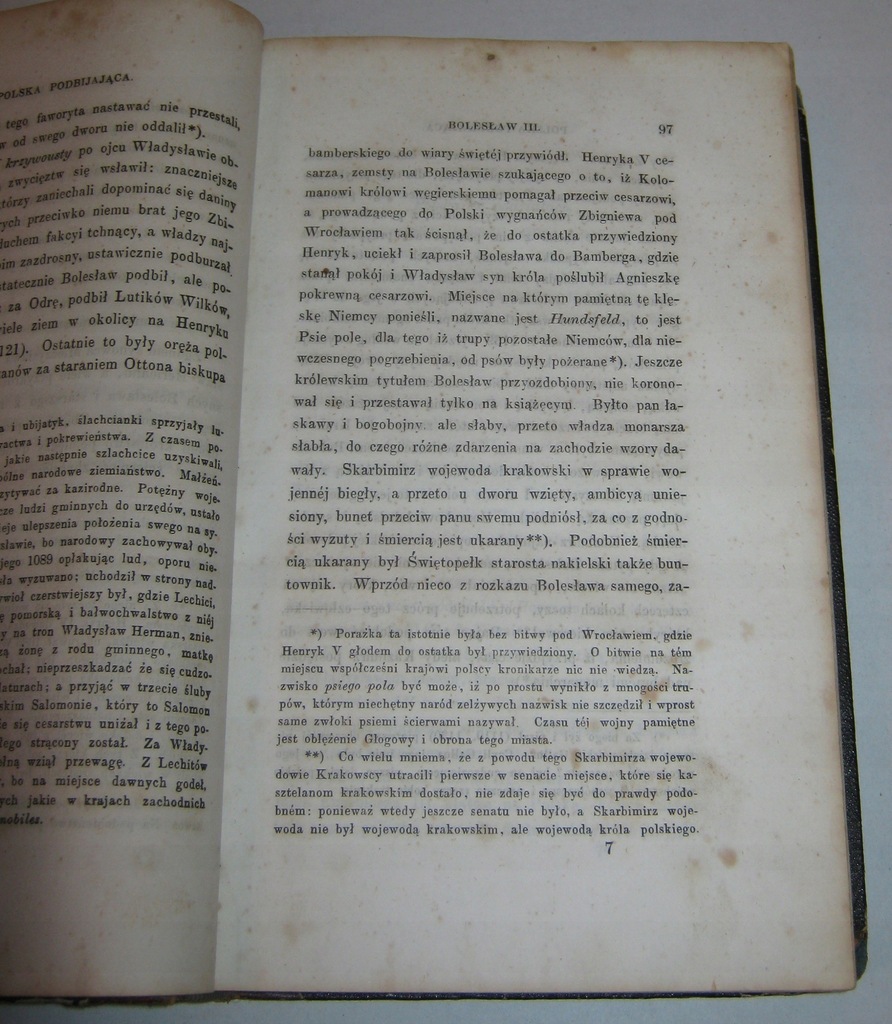 POLSKA PODBIJAJĄCA.
tego faworyta nastawać nie przestali,
od swego dworu nie oddalił*).
krzywousty po ojcu Władysławie ob-
zwycięztw się wsławił: znaczniejsze
którzy zaniechali dopominać się daniny
przeciwko niemu brat jego Zbi-
duchem fakcyi tchnący, a władzy naj-
zazdrosny, ustawicznie podburzał
statecznie Bolesław podbił, ale po-
za Odrę, podbił Lutików Wilków,
wiele ziem w okolicy na Henryku
121). Ostatnie to były oręża pol-
za staraniem Ottona biskupa
i ubijatyk, ślachcianki sprzyjały lu-
i pokrewieństwa. Z czasem po-
jakie następnie szlachcice uzyskiwali,
narodowe ziemiaństwo. Małżeń-
za kazirodne. Potężny woje-
ludzi gminnych do urzędów, ustało
ulepszenia położenia swego na sy-
bo narodowy zachowywał oby-
jego 1089 opłakując lud, oporu nie-
wyzuwano; uchodził w strony nad-
czerstwiejszy był, gdzie Lechici,
pomorską i bałwochwalstwo z niéj
na tron Władysław Herman, znie-
żonę z rodu gminnego, matkę
nieprzeszkadzać że się cudzo-
a przyjąć w trzecie śluby
Salomonie, który to Salomon
się cesarstwu uniżał i z tego po-
strącony został. Za Włady-
wziął przewagę. Z Lechitów
bo na miejsce dawnych godeł,
jakie w krajach zachodnich
nobiles.
BOLESŁAW III. 97
bamberskiego do wiary świętéj przywiódł. Henryka V ce-
sarza, zemsty na Bolesławie szukającego o to, iż Kolo-
manowi królowi węgierskiemu pomagał przeciw cesarzowi,
a prowadzącego do Polski wygnańców Zbigniewa pod
Wrocławiem tak ścisnął, że do ostatka przywiedziony
Henryk, uciekł i zaprosił Bolesława do Bamberga, gdzie
stanął pokój i Władysław syn króla poślubił Agnieszkę
pokrewną cesarzowi. Miejsce na którym pamiętną tę klę-
skę Niemcy ponieśli, nazwane jest Hundsfeld, to jest
Psie pole, dla tego iż trupy pozostałe Niemców, dla nie-
wczesnego pogrzebienia, od psów były pożerane*). Jeszcze
królewskim tytułem Bolesław przyozdobiony, nie korono-
wał się i przestawał tylko na książęcym. Byłto pan ła-
skawy i bogobojny. ale słaby, przeto władza monarsza
słabła, do czego różne zdarzenia na zachodzie wzory da-
wały. Skarbimirz wojewoda krakowski w sprawie wo-
jennéj biegły, a przeto u dworu wzięty, ambicyą unie-
siony, bunet przeciw panu swemu podniósł, za co z godno-
ści wyzuty i śmiercią jest ukarany**). Podobnież śmier-
cią ukarany był Świętopełk starosta nakielski także bun-
townik. Wprzód nieco z rozkazu Bolesława samego, za-
*) Porażka ta istotnie była bez bitwy pod Wrocławiem. gdzie
Henryk V głodem do ostatka był przywiedziony. O bitwie na tém
miejscu współcześni krajowi polscy kronikarze nic nie wiedzą. Na-
zwisko psiego pola być może, iż po prostu wynikło z mnogości tru-
pów, którym niechętny naród zelżywych nazwisk nie szczędził i wprost
same zwłoki psiemi ścierwami nazywał. Czasu téj wojny pamiętne
jest oblężenie Głogowy i obrona tego miasta.
**) Co wielu mniema, że z powodu tego Skarbimirza wojewo-
dowie Krakowscy utracili pierwsze w senacie miejsce, które się ka-
sztelanom krakowskim dostało, nie zdaje się być do prawdy podo-
bném: ponieważ wtedy jeszcze senatu nie było, a Skarbimirz woje-
woda nie był wojewodą krakowskim, ale wojewodą króla polskiego.
7